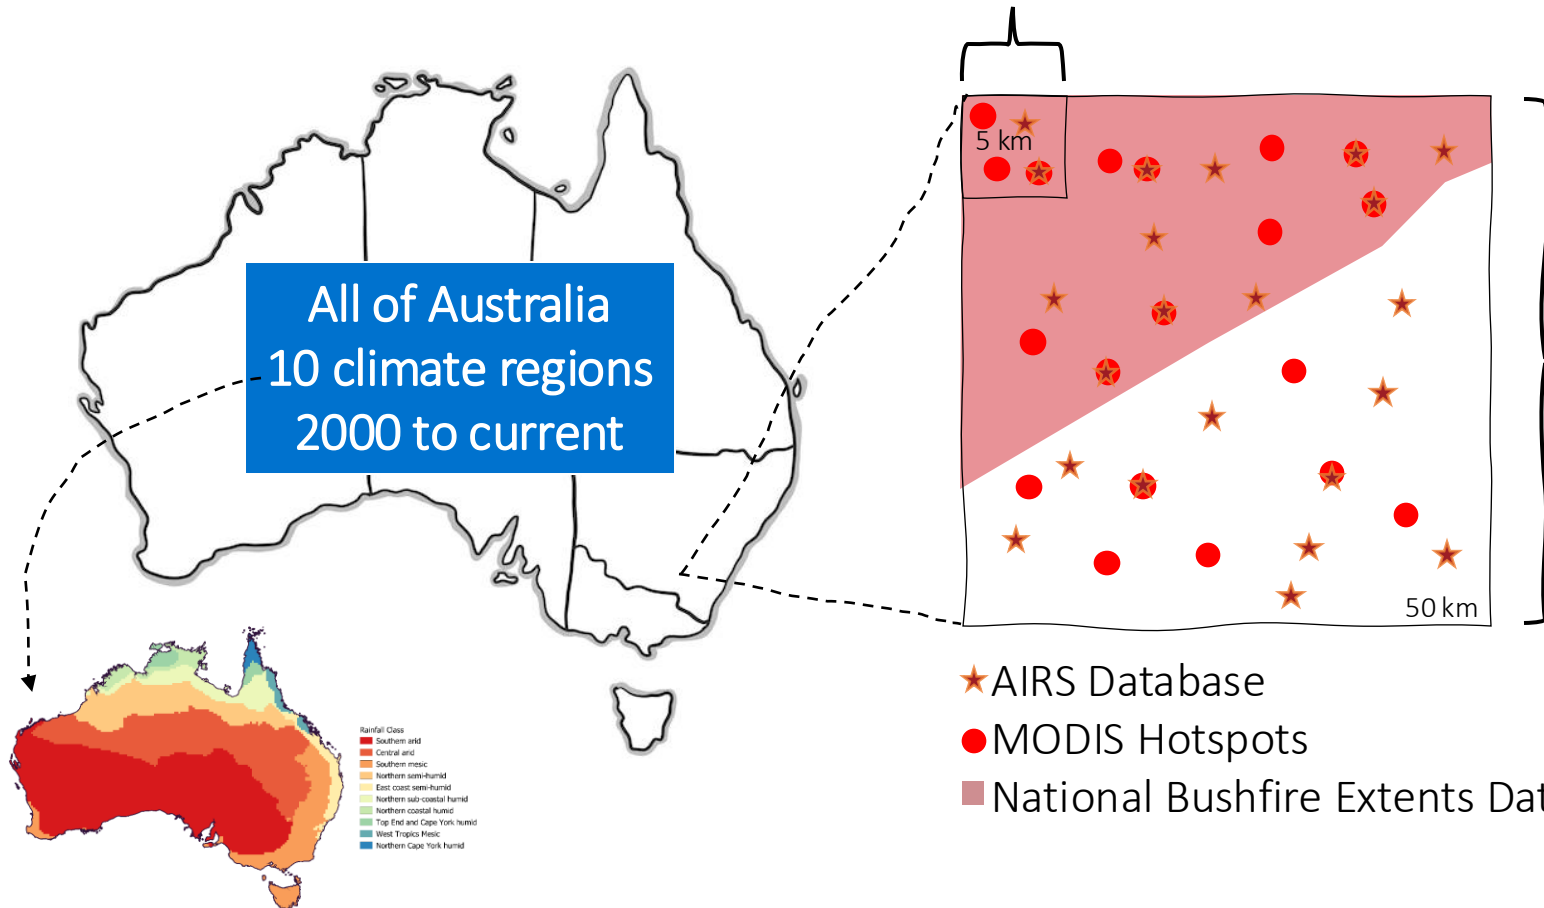 5 km
All of Australia
10 climate regions
2000 to current
50 km
AIRS Database
MODIS Hotspots
National Bushfire Extents Dat
Rainfall Class
Southern arid
Central arid
Southern mesic
Northern semi-humid
East coast semi-humid
Northern sub-coastal humid
Northern coastal humid
Top End and Cape York humid
West Tropics Mesic
Northern Cape York humid